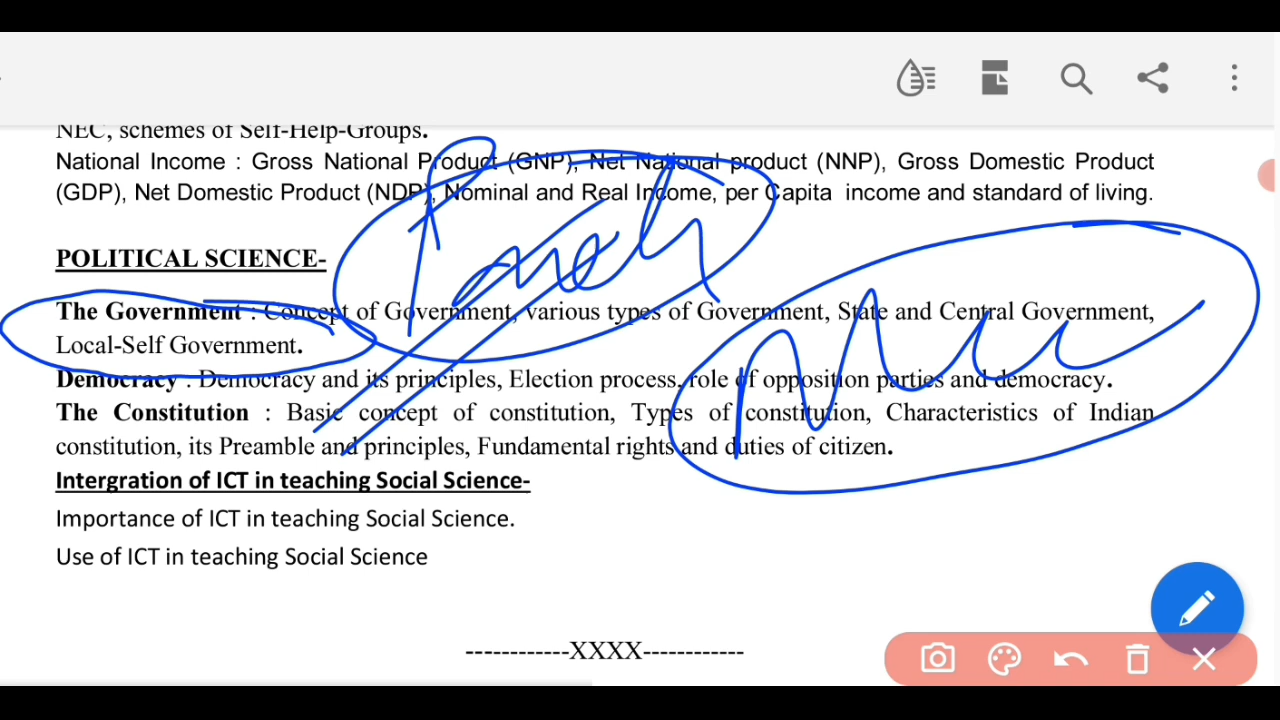 NEC, schemes of Self-Help-Groups.
National Income : Gross National Product (GNP), Net National product (NNP), Gross Domestic Product
(GDP), Net Domestic Product (NDP), Nominal and Real Income, per Capita income and standard of living.
POLITICAL SCIENCE-
The Government : Concept of Government, various types of Government, State and Central Government,
Local-Self Government.
Democracy : Democracy and its principles, Election process, role of opposition parties and democracy.
The Constitution : Basic concept of constitution, Types of constitution, Characteristics of Indian
constitution, its Preamble and principles, Fundamental rights and duties of citizen.
Intergration of ICT in teaching Social Science-
Importance of ICT in teaching Social Science.
Use of ICT in teaching Social Science
------------XXXX------------